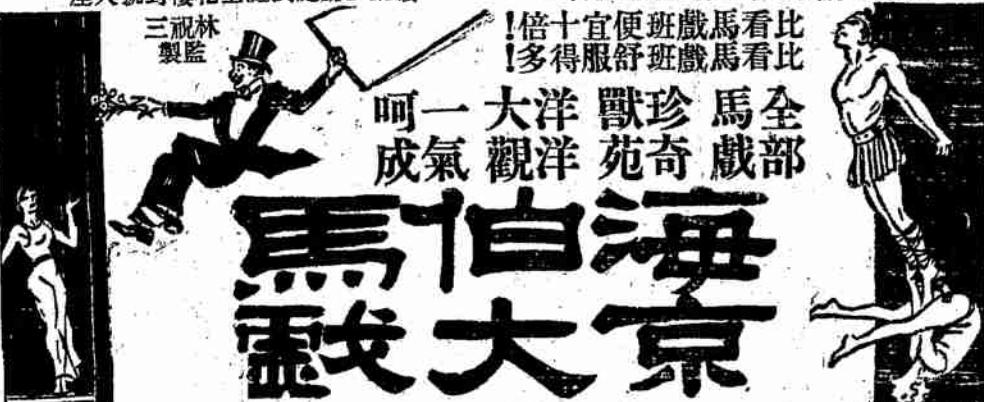 比看馬戲班便宜十倍!
比看馬戲班舒服得多!
林祝三
監製
全部馬戲 珍奇獸苑 洋洋大觀 一氣呵成
海京伯大馬戲